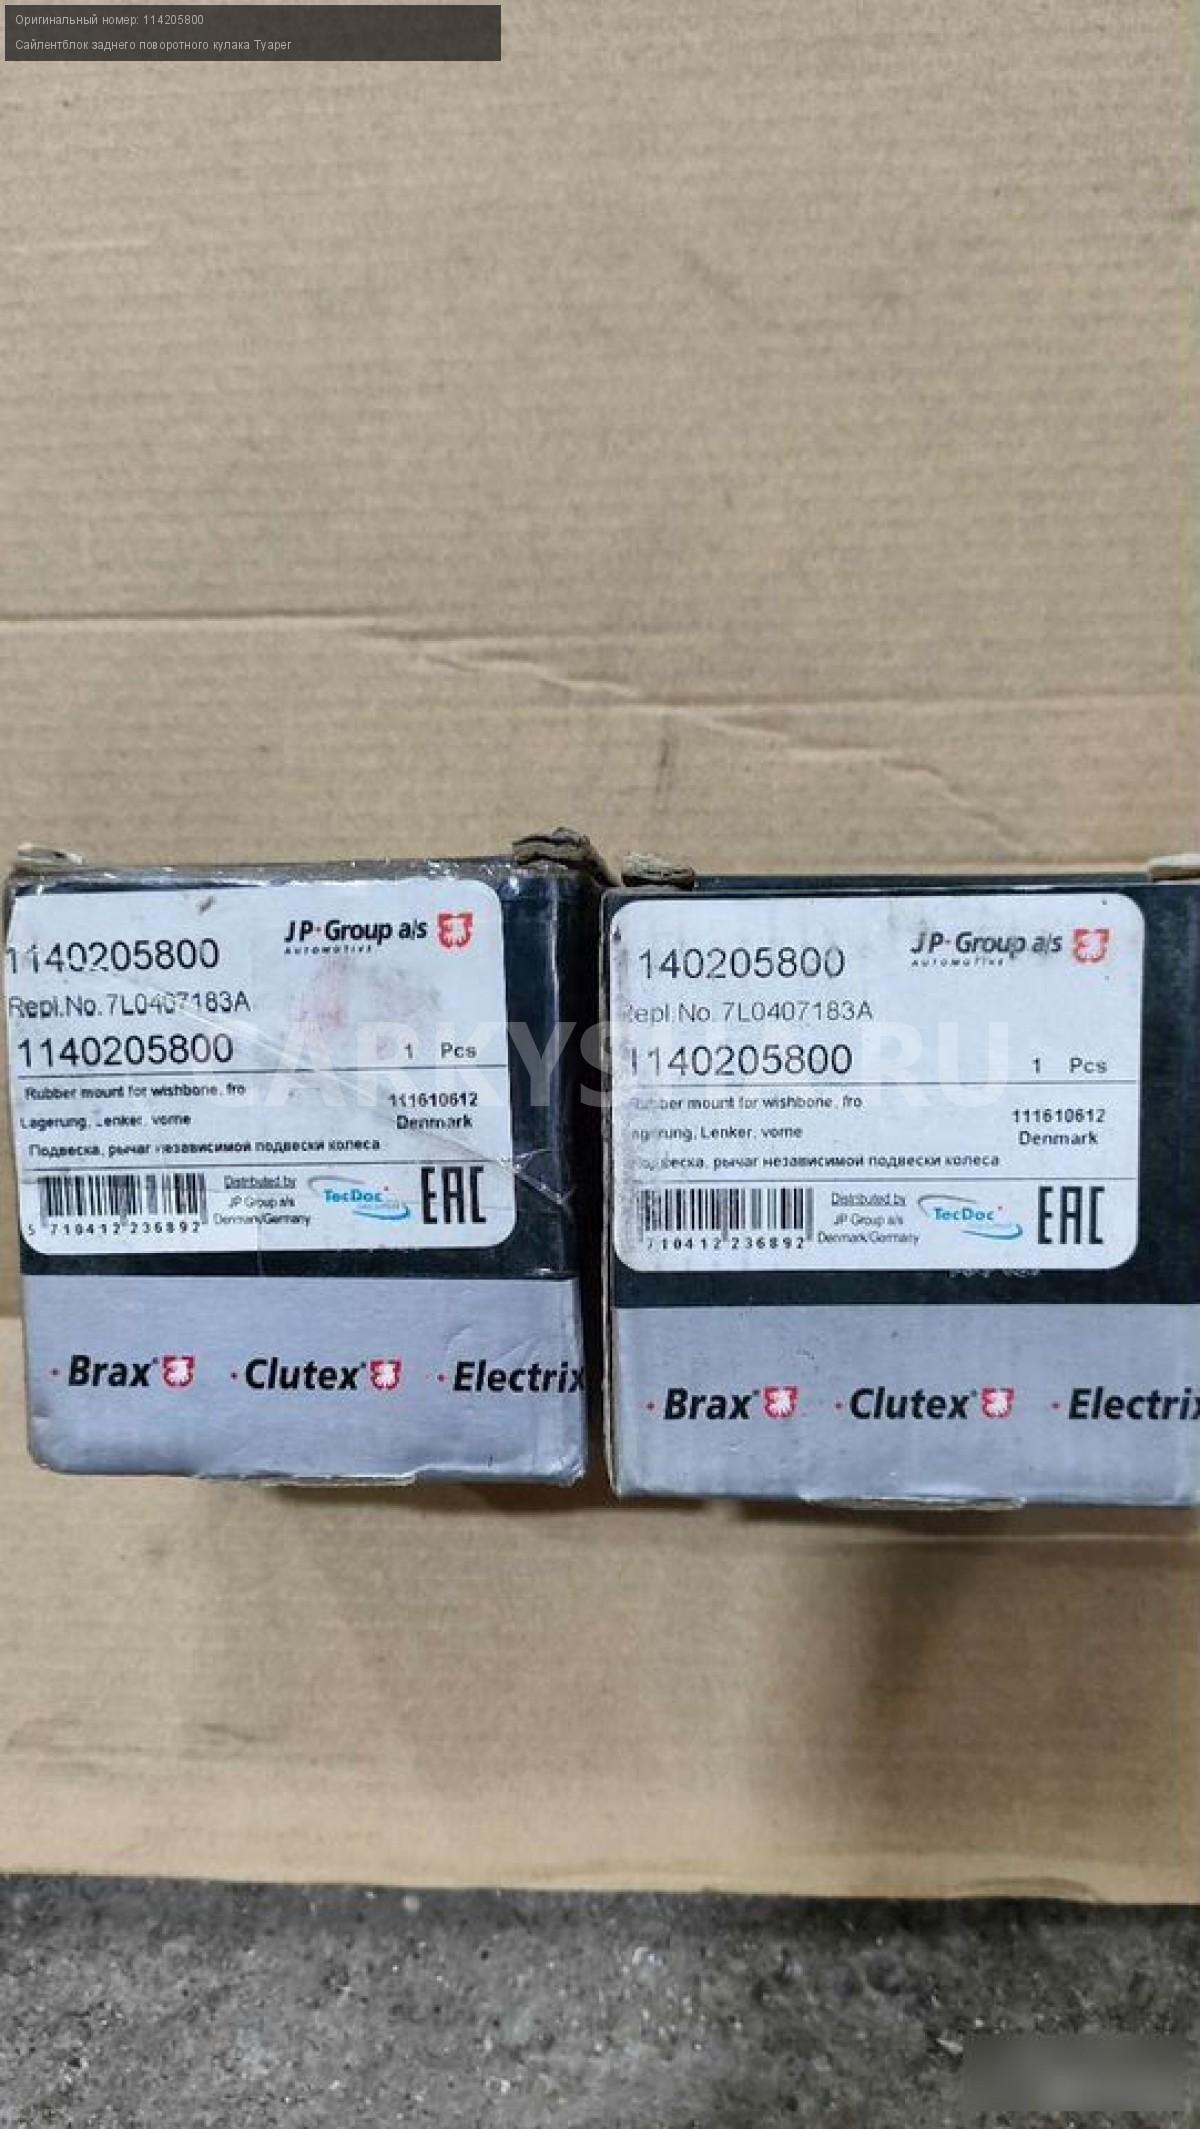 Оригинальный номер: 114205800
Сайлентблок заднего поворотного кулака Туарег
JP·Group a/s
AUTOMOTIVE
1140205800
Repl.No. 7L0407183A
1140205800
1 Pcs
Rubber mount for wishbone, fro
111610612
Lagerung, Lenker, vorne
Denmark
Подвеска, рычаг независимой подвески колеса
Distributed by
JP Group a/s
Denmark/Germany
TecDoc
EAC
5 710412 236892
· Brax · Clutex · Electrix
JP·Group a/s
AUTOMOTIVE
1140205800
Repl.No. 7L0407183A
1140205800
1 Pcs
Rubber mount for wishbone, fro
111610612
Lagerung, Lenker, vorne
Denmark
Подвеска, рычаг независимой подвески колеса
Distributed by
JP Group a/s
Denmark/Germany
TecDoc
EAC
710412 236892
· Brax · Clutex · Electrix